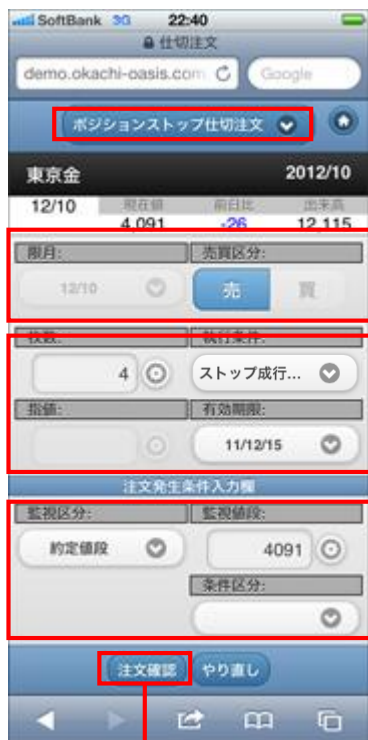 SoftBank 3G 22:40
仕切注文
demo.okachi-oasis.com Google
ポジションストップ仕切注文
東京金 2012/10
12/10 現在値 前日比 出来高
4,091 -26 12,115
限月: 売買区分:
12/10 売 買
枚数: 執行条件:
4 ストップ成行...
指値: 有効期限:
11/12/15
注文発生条件入力欄
監視区分: 監視値段:
約定値段 4091
条件区分:
注文確認 やり直し